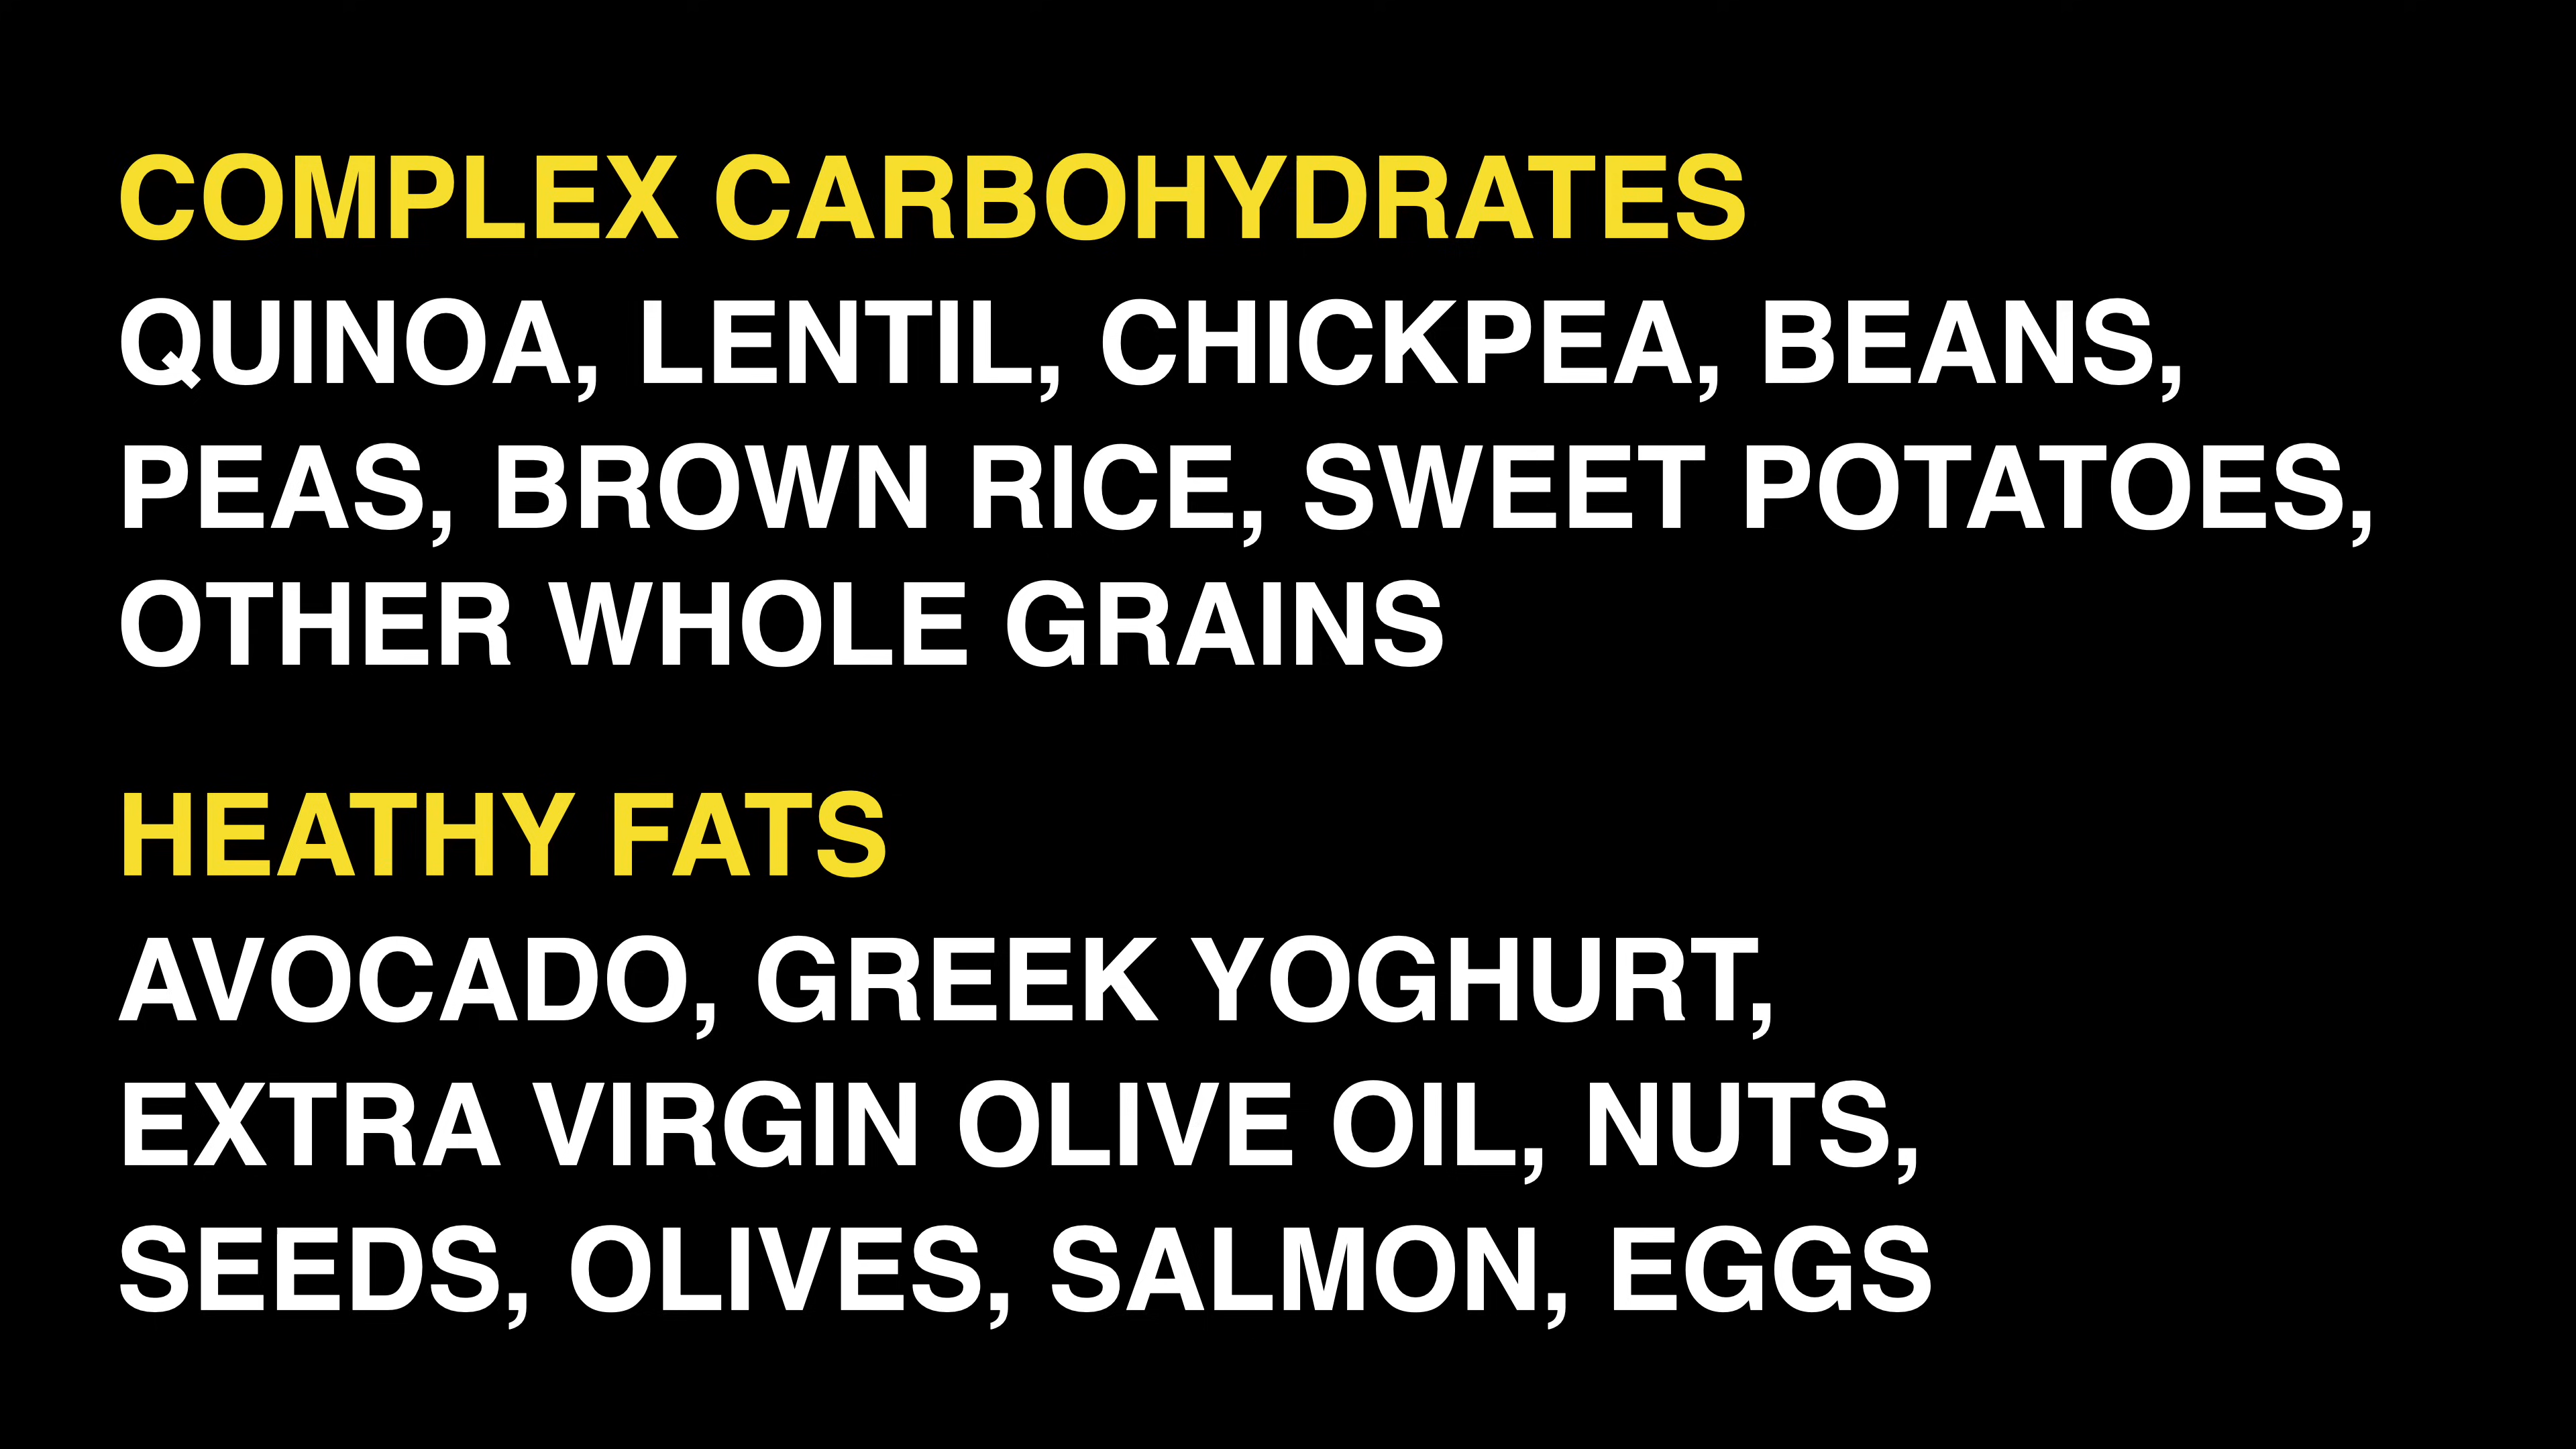 COMPLEX CARBOHYDRATES
QUINOA, LENTIL, CHICKPEA, BEANS,
PEAS, BROWN RICE, SWEET POTATOES,
OTHER WHOLE GRAINS
HEATHY FATS
AVOCADO, GREEK YOGHURT,
EXTRA VIRGIN OLIVE OIL, NUTS,
SEEDS, OLIVES, SALMON, EGGS